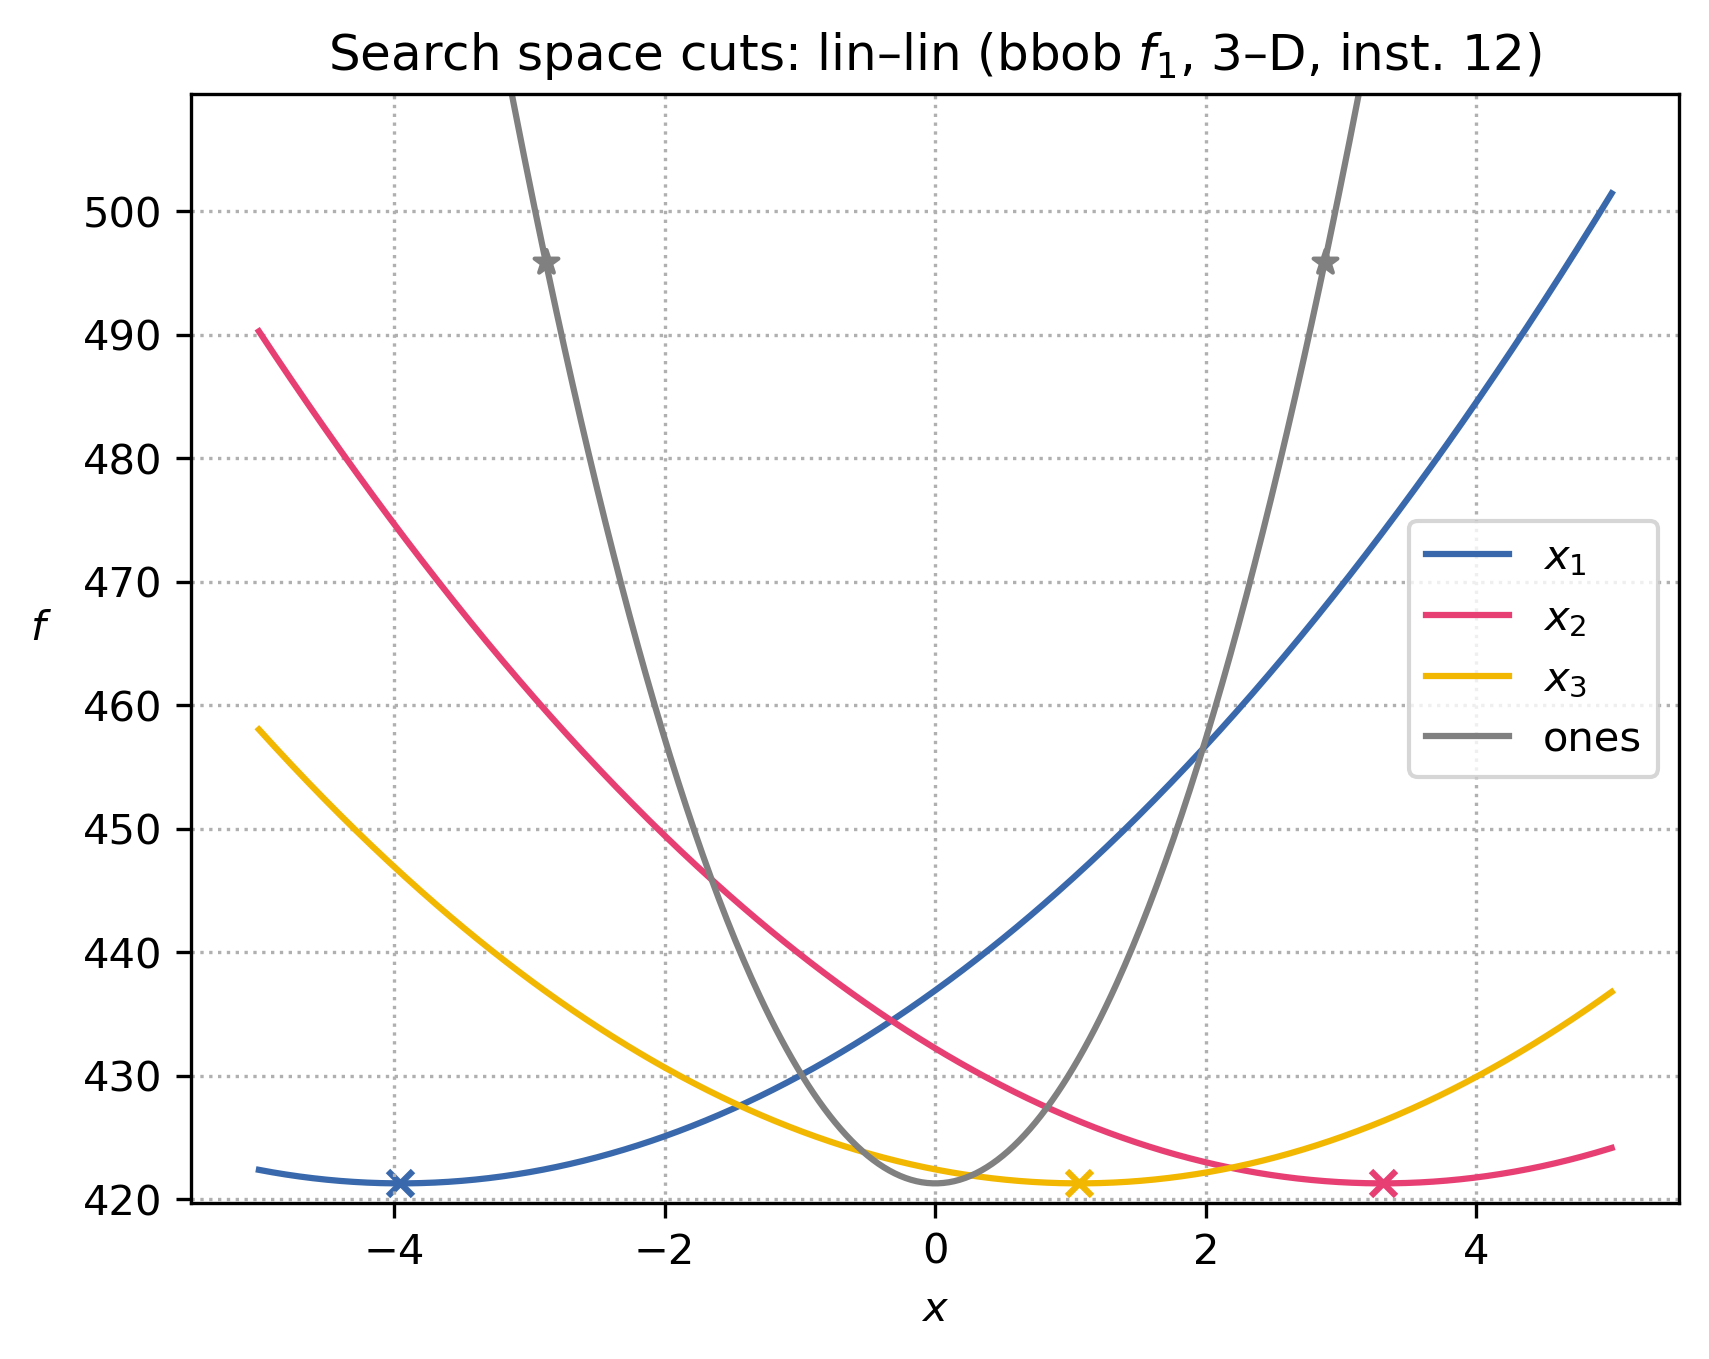 Search space cuts: lin–lin (bbob f₁, 3–D, inst. 12)
500
490
480
470
460
450
440
430
420
f
x₁
x₂
x₃
ones
−4 −2 0 2 4
x